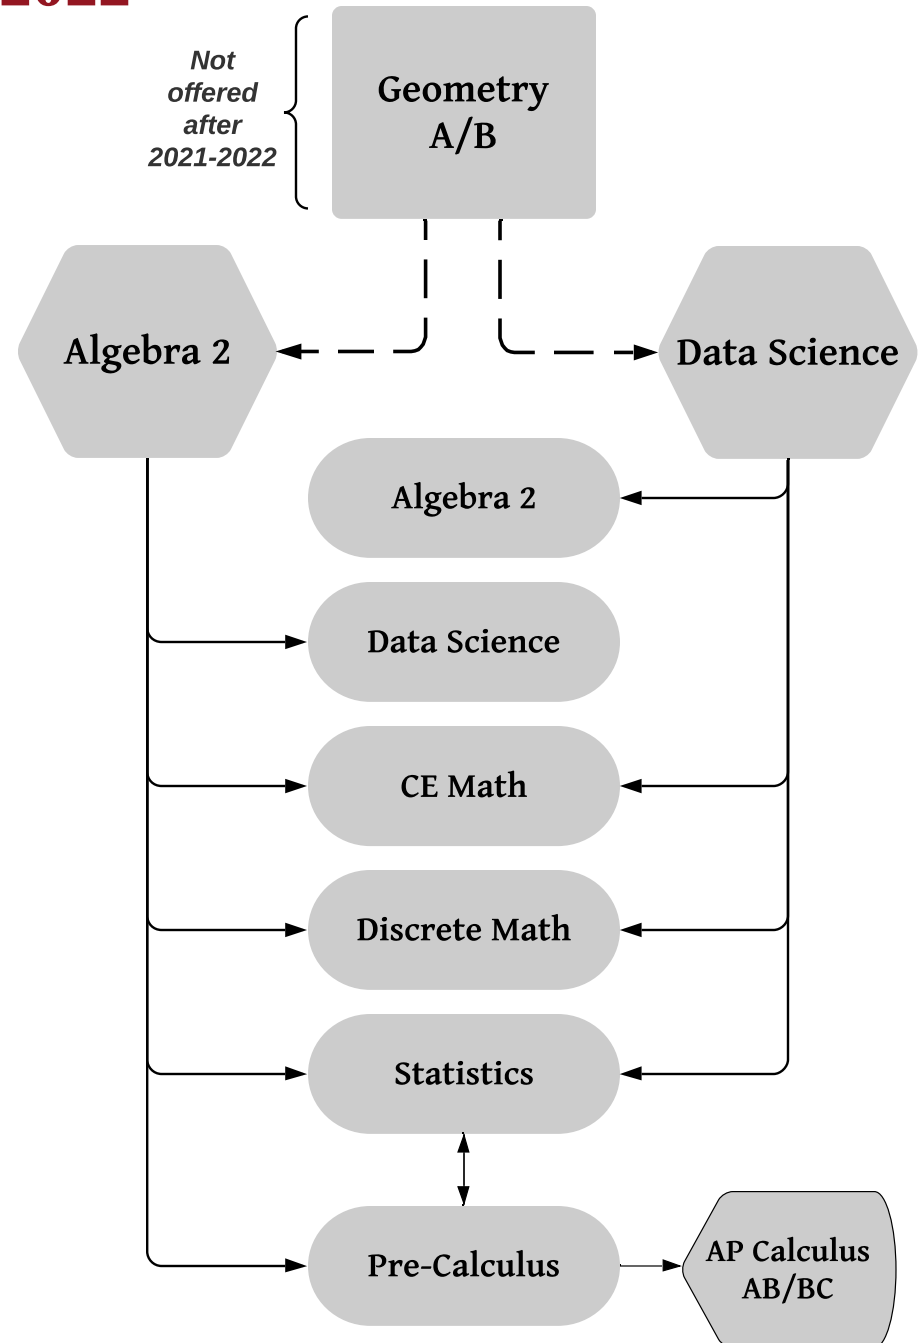 Not
offered
after
2021-2022
Geometry
A/B
Algebra 2
Data Science
Algebra 2
Data Science
CE Math
Discrete Math
Statistics
Pre-Calculus
AP Calculus
AB/BC